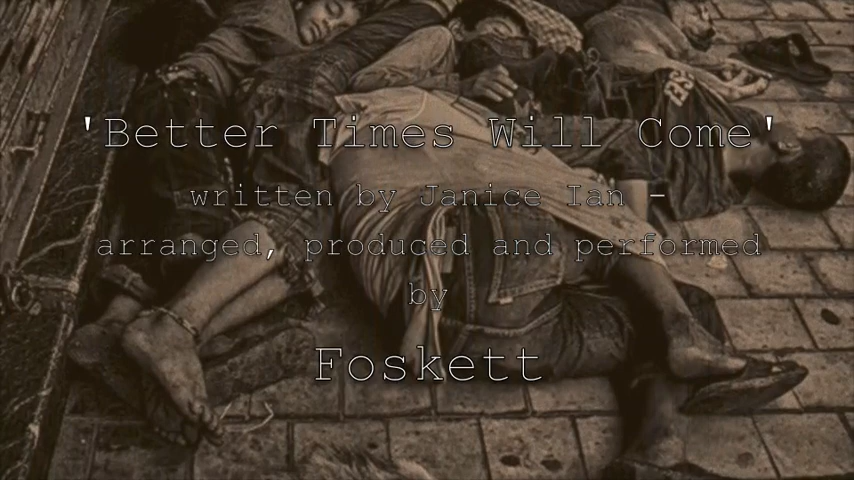 'Better Times Will Come'
written by Janice Ian -
arranged, produced and performed
by
Foskett